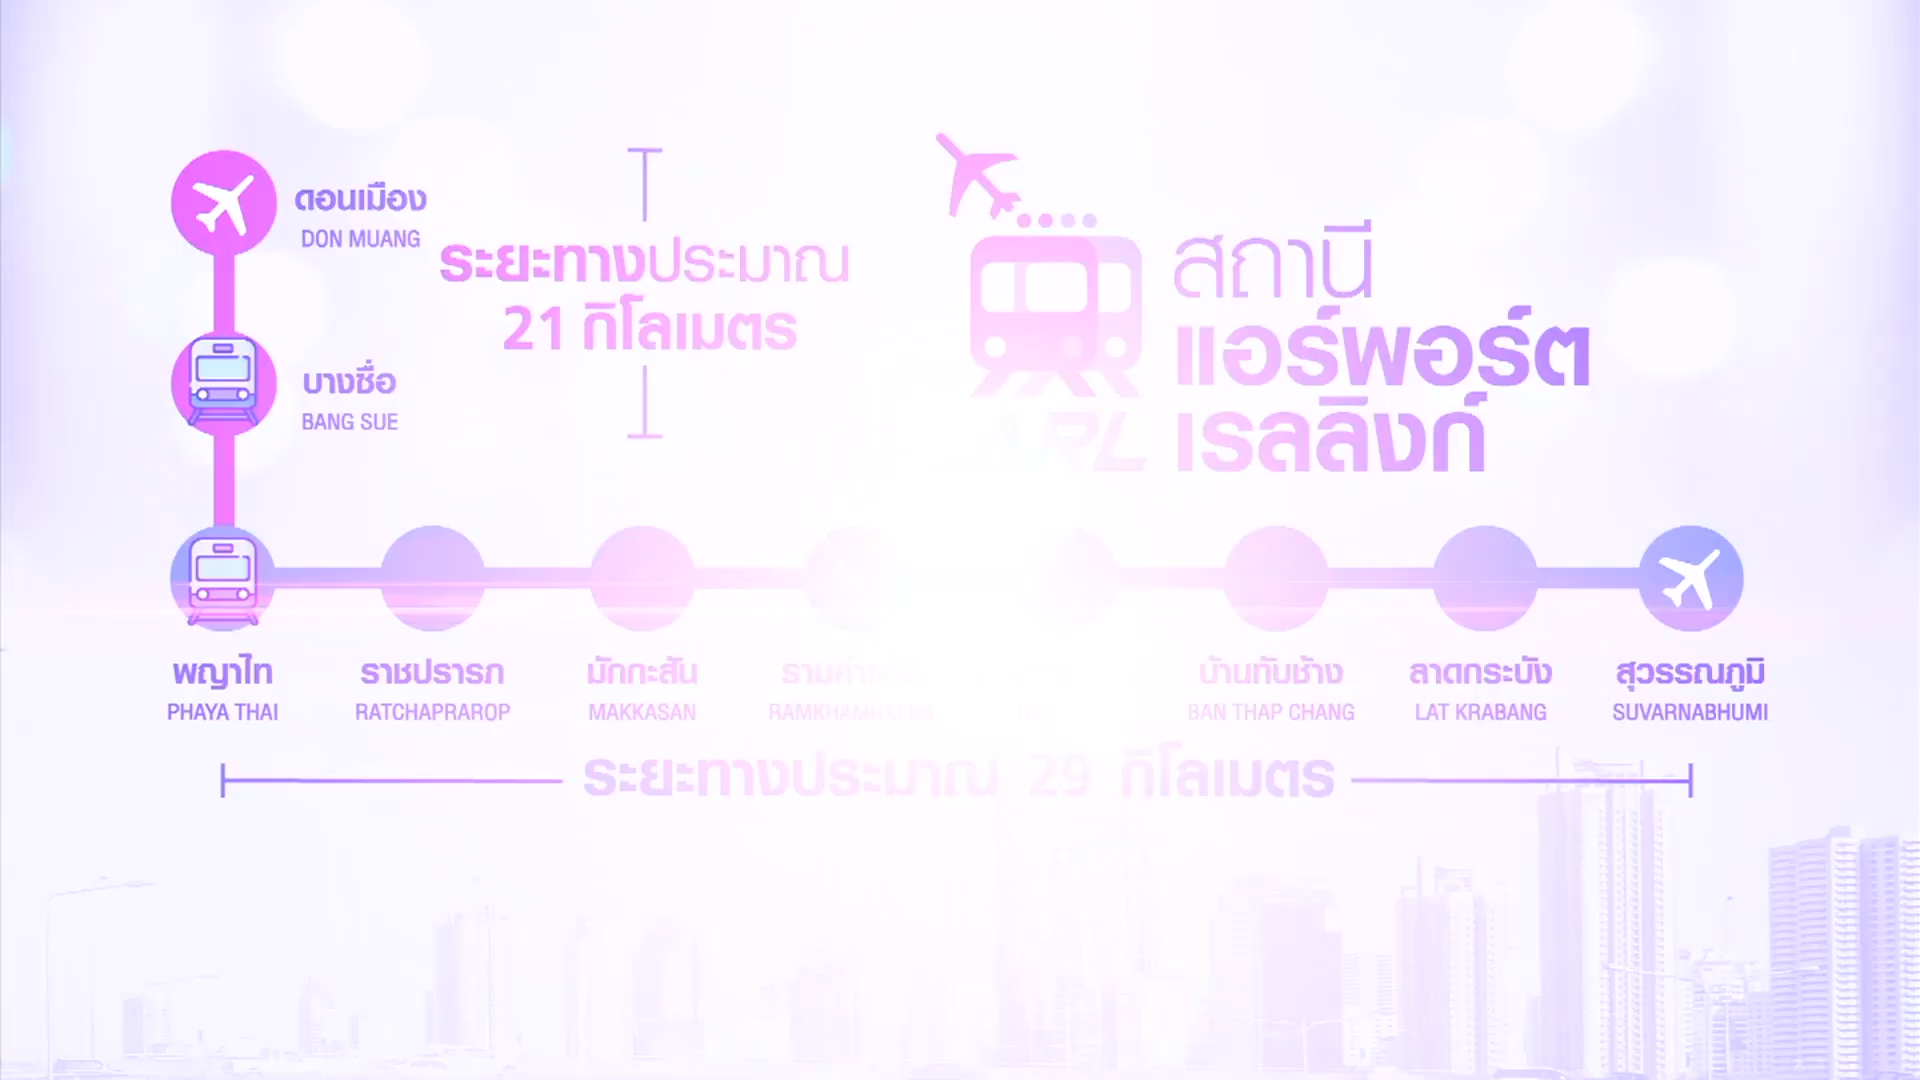 ดอนเมือง
DON MUANG
ระยะทางประมาณ
21 กิโลเมตร
บางซื่อ
BANG SUE
สถานี
แอร์พอร์ต
เรลลิงก์
ARL
พญาไท
PHAYA THAI
ราชปรารภ
RATCHAPRAROP
มักกะสัน
MAKKASAN
บ้านทับช้าง
BAN THAP CHANG
ลาดกระบัง
LAT KRABANG
สุวรรณภูมิ
SUVARNABHUMI
ระยะทางประมาณ 29 กิโลเมตร